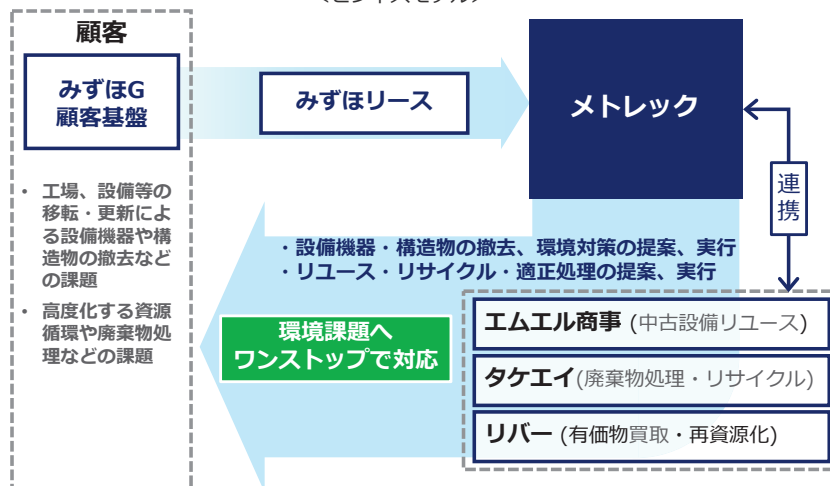 顧客
みずほG
顧客基盤
みずほリース
メトレック
連
携
・ 工場、設備等の
移転・更新によ
る設備機器や構
造物の撤去など
の課題
・ 高度化する資源
循環や廃棄物処
理などの課題
・設備機器・構造物の撤去、環境対策の提案、実行
・リユース・リサイクル・適正処理の提案、実行
環境課題へ
ワンストップで対応
エムエル商事 (中古設備リユース)
タケエイ(廃棄物処理・リサイクル)
リバー (有価物買取・再資源化)